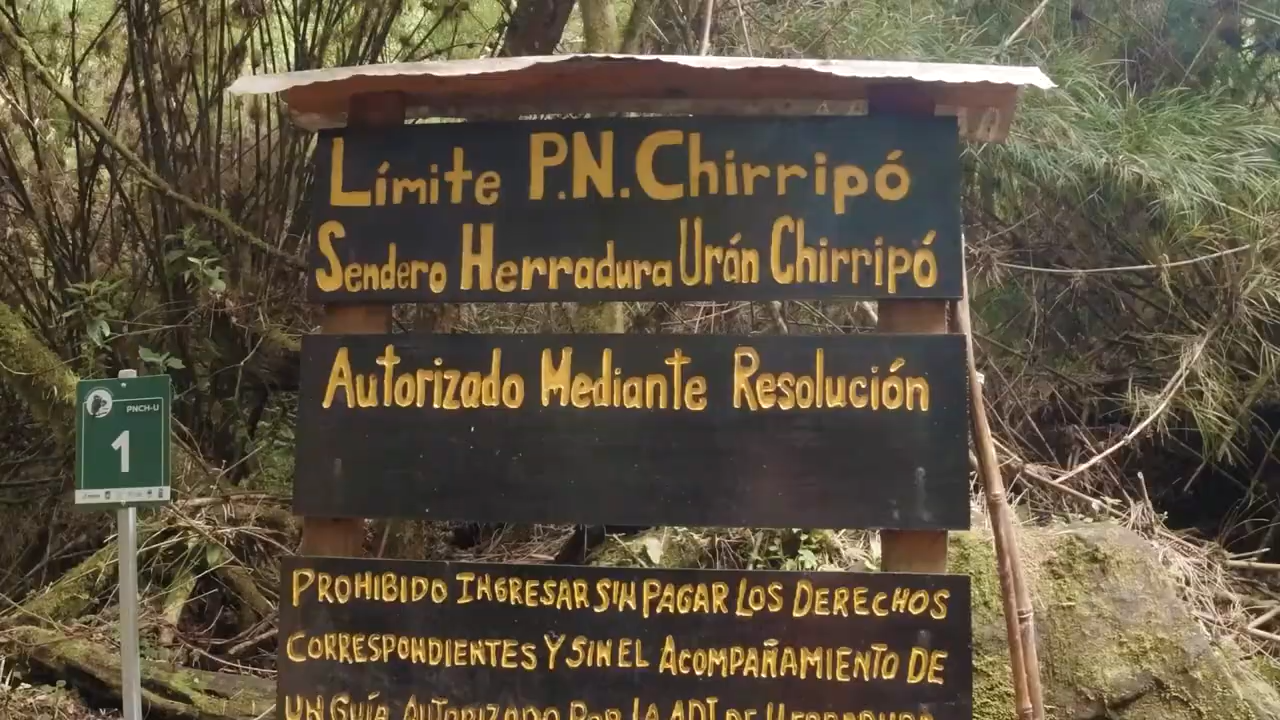 Límite P.N. Chirripó
Sendero Herradura Urán Chirripó
Autorizado Mediante Resolución
PROHIBIDO INGRESAR SIN PAGAR LOS DERECHOS
CORRESPONDIENTES Y SIN EL ACOMPAÑAMIENTO DE
UN GUÍA AUTORIZADO POR LA ADI DE HERRADURA
PNCH-U
1